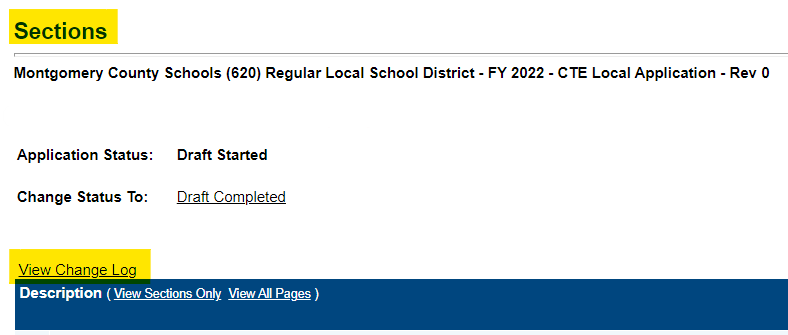 Sections
Montgomery County Schools (620) Regular Local School District - FY 2022 - CTE Local Application - Rev 0
Application Status: Draft Started
Change Status To: Draft Completed
View Change Log
Description ( View Sections Only View All Pages )